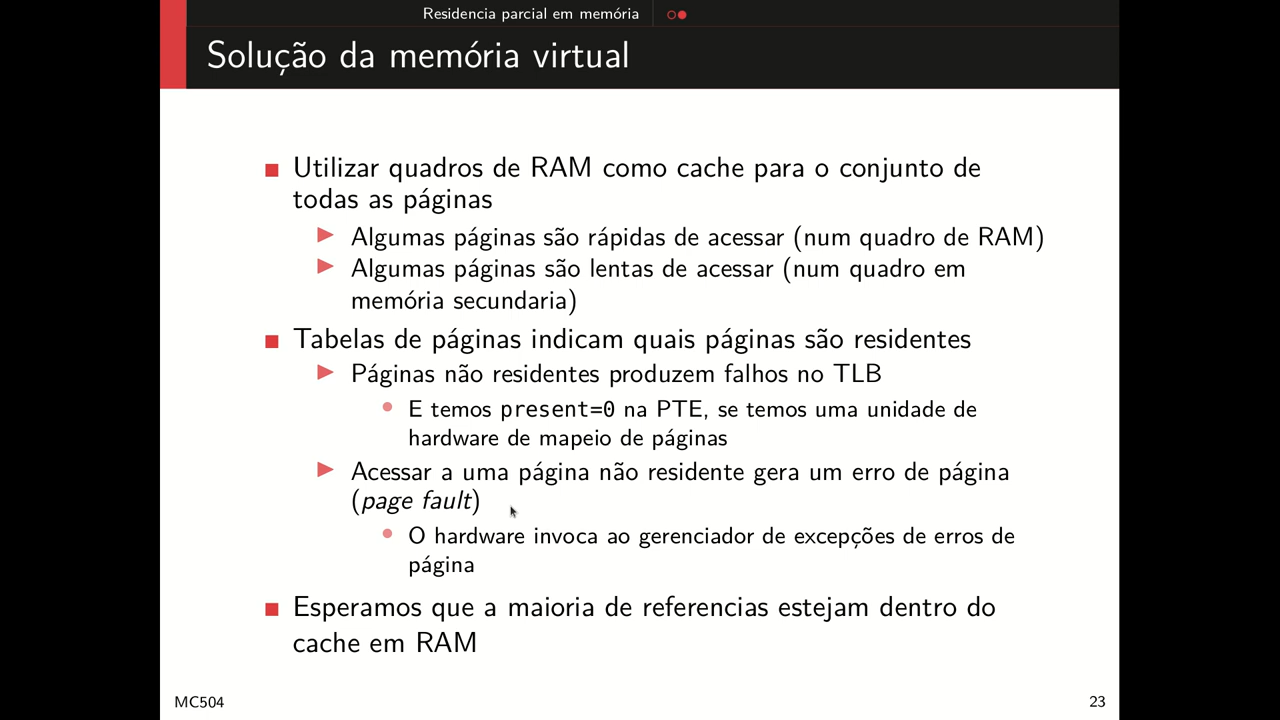 Residencia parcial em memória
Solução da memória virtual
Utilizar quadros de RAM como cache para o conjunto de
todas as páginas
Algumas páginas são rápidas de acessar (num quadro de RAM)
Algumas páginas são lentas de acessar (num quadro em
memória secundaria)
Tabelas de páginas indicam quais páginas são residentes
Páginas não residentes produzem falhos no TLB
E temos present=0 na PTE, se temos uma unidade de
hardware de mapeio de páginas
Acessar a uma página não residente gera um erro de página
(page fault)
O hardware invoca ao gerenciador de excepções de erros de
página
Esperamos que a maioria de referencias estejam dentro do
cache em RAM
MC504
23